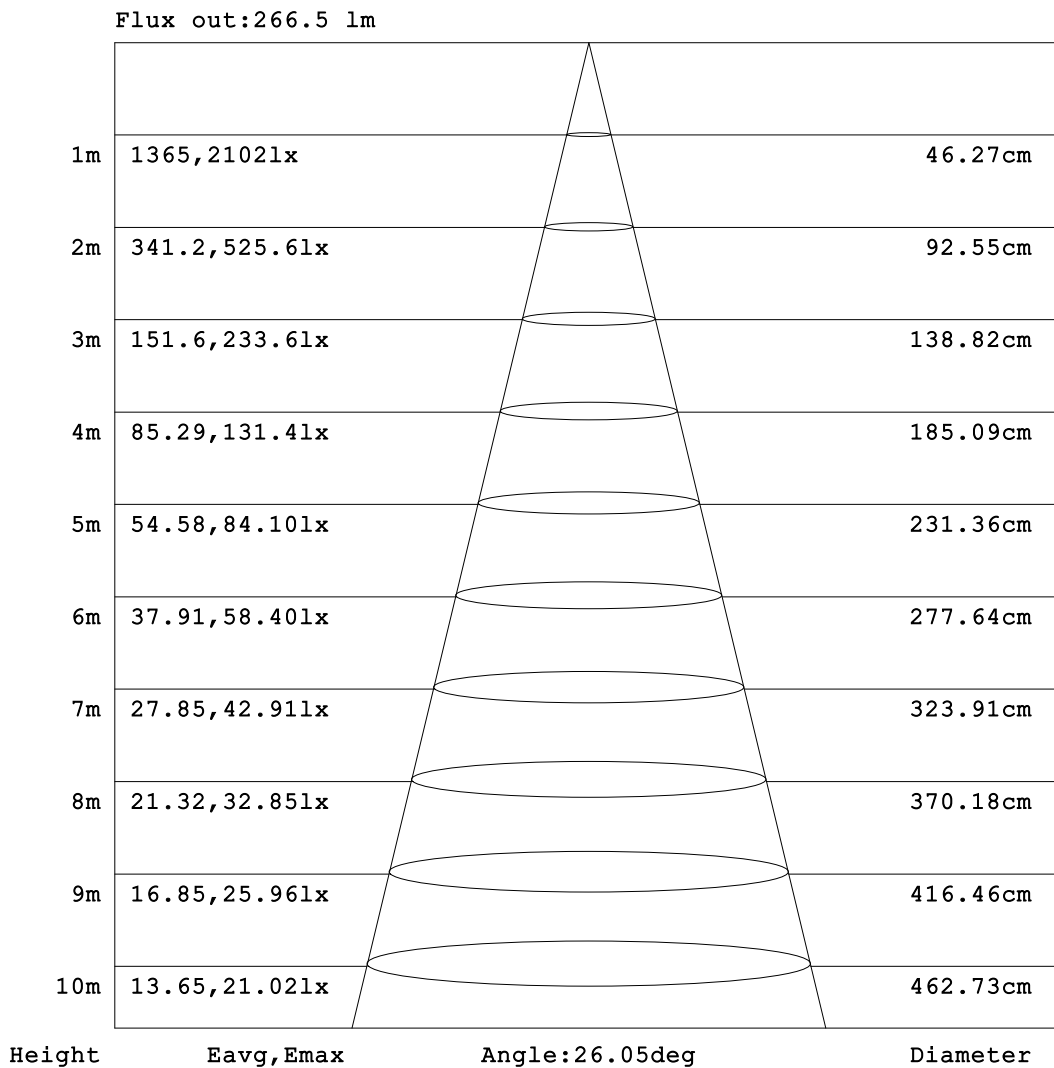 Flux out:266.5 lm
1m 1365,2102lx 46.27cm
2m 341.2,525.6lx 92.55cm
3m 151.6,233.6lx 138.82cm
4m 85.29,131.4lx 185.09cm
5m 54.58,84.10lx 231.36cm
6m 37.91,58.40lx 277.64cm
7m 27.85,42.91lx 323.91cm
8m 21.32,32.85lx 370.18cm
9m 16.85,25.96lx 416.46cm
10m 13.65,21.02lx 462.73cm
Height Eavg,Emax Angle:26.05deg Diameter